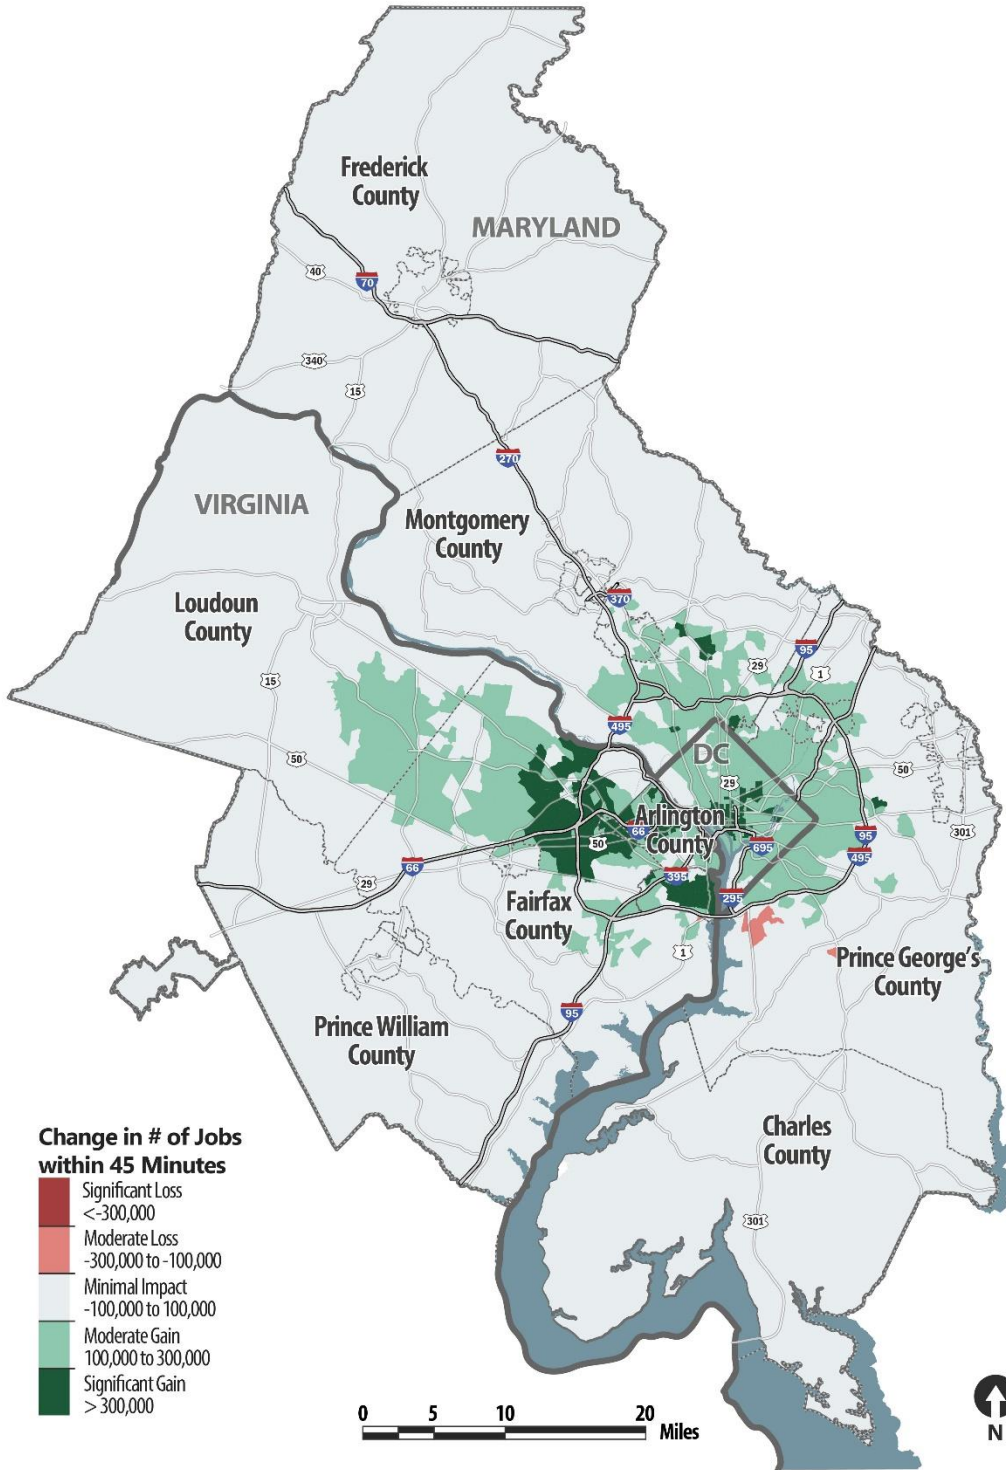 Frederick
County
MARYLAND
40
70
340
15
270
VIRGINIA
Montgomery
County
370
Loudoun
County
95
29
1
15
495
DC
50
50
29
Arlington
County
301
66
95
50
695
495
66
395
29
295
Fairfax
County
1
Prince George's
County
95
Prince William
County
Charles
County
301
Change in # of Jobs
within 45 Minutes
Significant Loss
<-300,000
Moderate Loss
-300,000 to -100,000
Minimal Impact
-100,000 to 100,000
Moderate Gain
100,000 to 300,000
Significant Gain
> 300,000
0 5 10 20
Miles
N